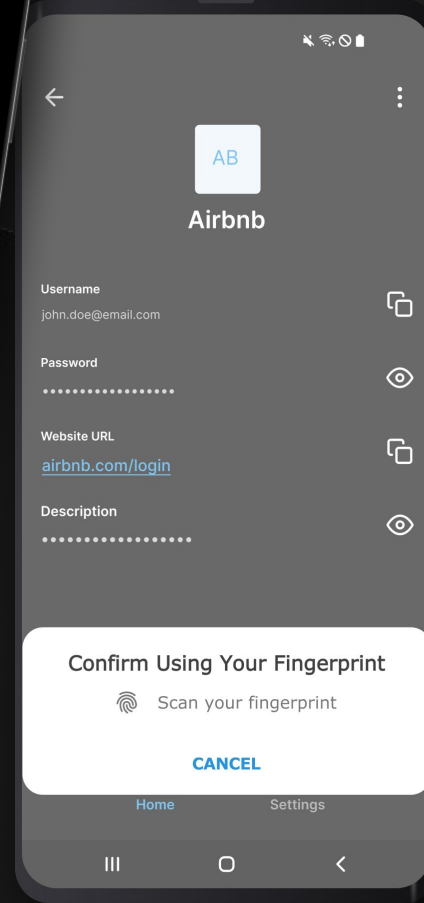 AB
Airbnb
Username
john.doe@email.com
Password
••••••••••••••••••
Website URL
airbnb.com/login
Description
••••••••••••••••••
Confirm Using Your Fingerprint
Scan your fingerprint
CANCEL
Home
Settings